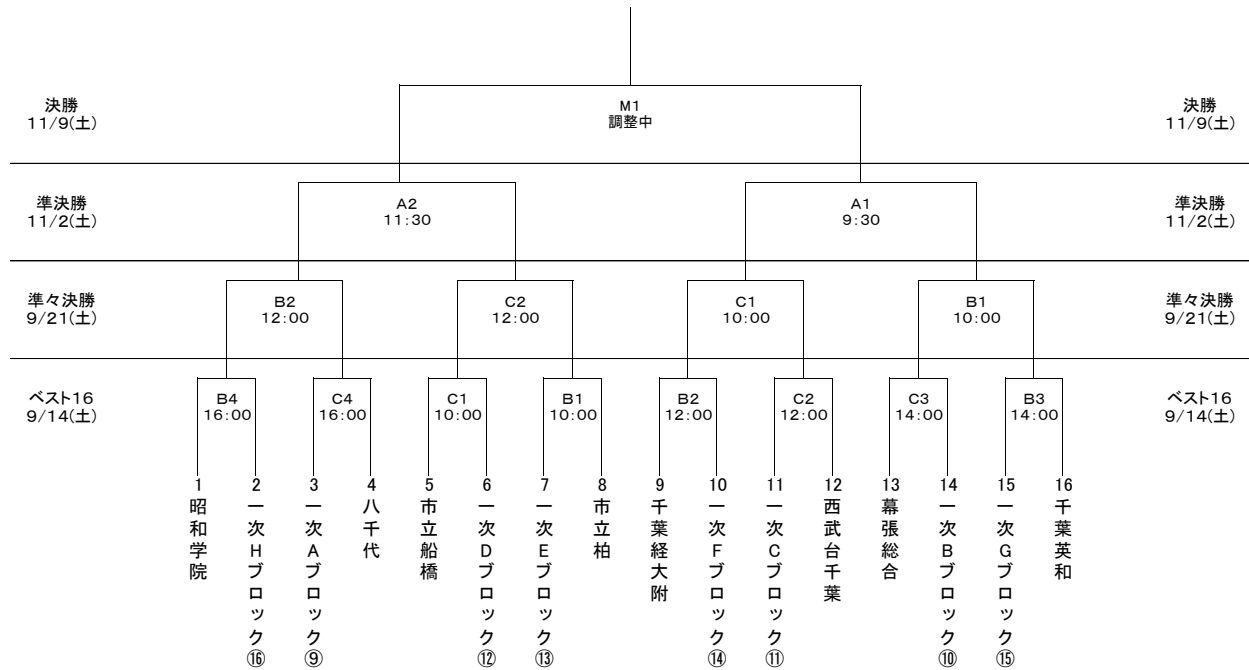 M1
調整中
決勝
11/9(土)
決勝
11/9(土)
準決勝
11/2(土)
A2
11:30
A1
9:30
準決勝
11/2(土)
準々決勝
9/21(土)
B2
12:00
C2
12:00
C1
10:00
B1
10:00
準々決勝
9/21(土)
ベスト16
9/14(土)
B4
16:00
C4
16:00
C1
10:00
B1
10:00
B2
12:00
C2
12:00
C3
14:00
B3
14:00
ベスト16
9/14(土)
1
昭和学院
2
一次Hブロック⑯
3
一次Aブロック⑨
4
八千代
5
市立船橋
6
一次Dブロック⑫
7
一次Eブロック⑬
8
市立柏
9
千葉経大附
10
一次Fブロック⑭
11
一次Cブロック⑪
12
西武台千葉
13
幕張総合
14
一次Bブロック⑩
15
一次Gブロック⑮
16
千葉英和